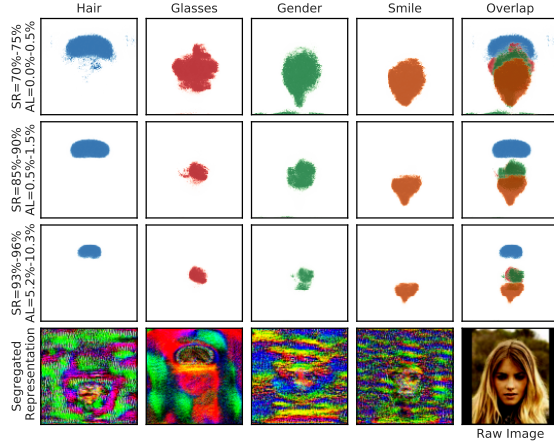 Hair Glasses Gender Smile Overlap
SR=70%-75%
AL=0.0%-0.5%
SR=85%-90%
AL=0.5%-1.5%
SR=93%-96%
AL=5.2%-10.3%
Segregated
Representation
Raw Image